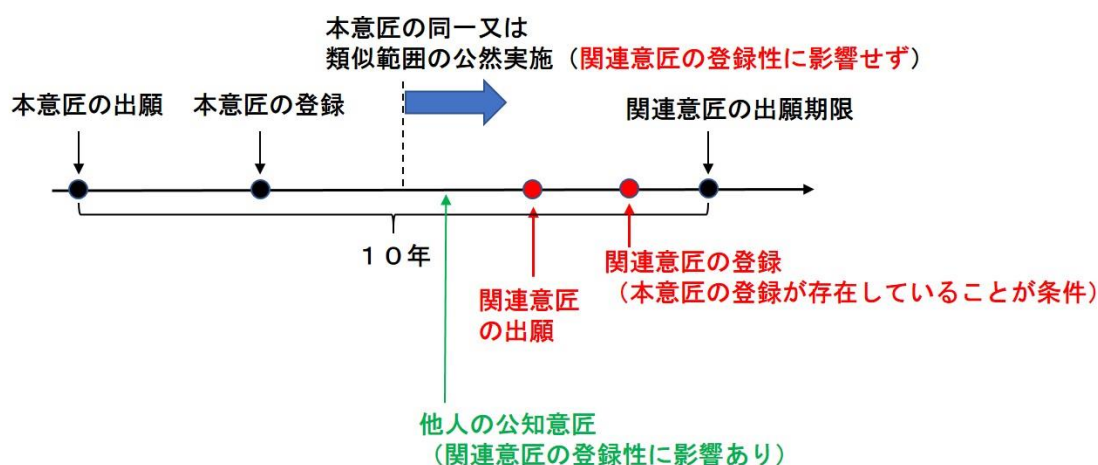 本意匠の同一又は
類似範囲の公然実施（関連意匠の登録性に影響せず）
本意匠の出願
本意匠の登録
関連意匠の出願期限
１０年
関連意匠
の出願
関連意匠の登録
（本意匠の登録が存在していることが条件）
他人の公知意匠
（関連意匠の登録性に影響あり）